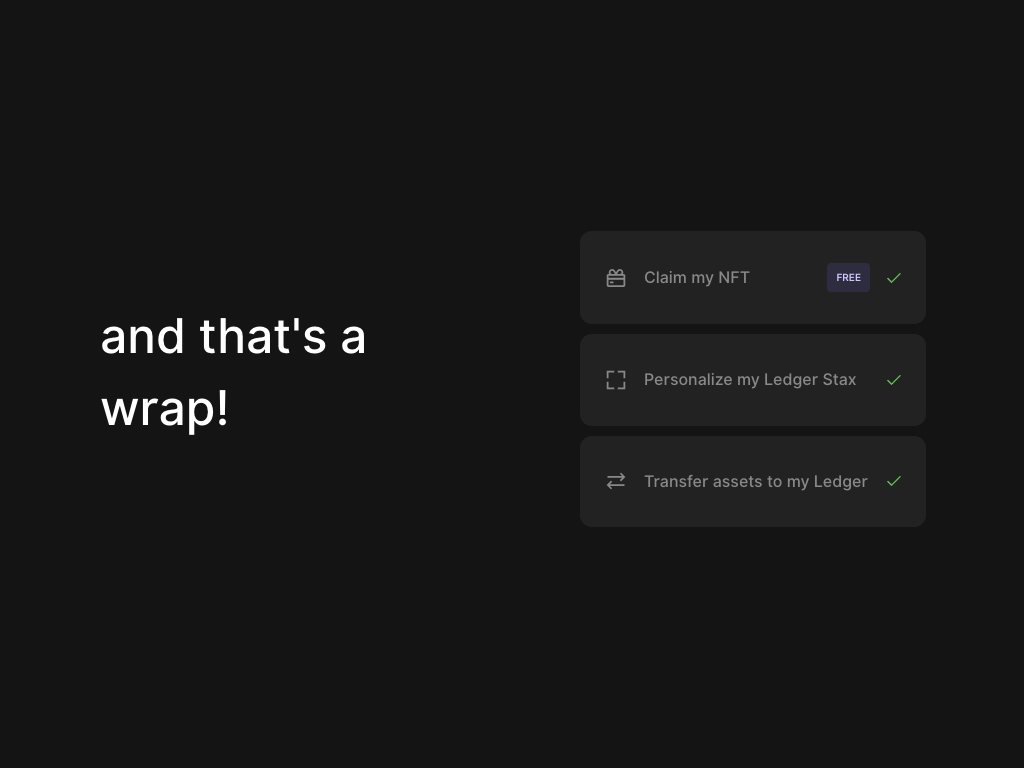 and that's a
wrap!
Claim my NFT FREE
Personalize my Ledger Stax
Transfer assets to my Ledger